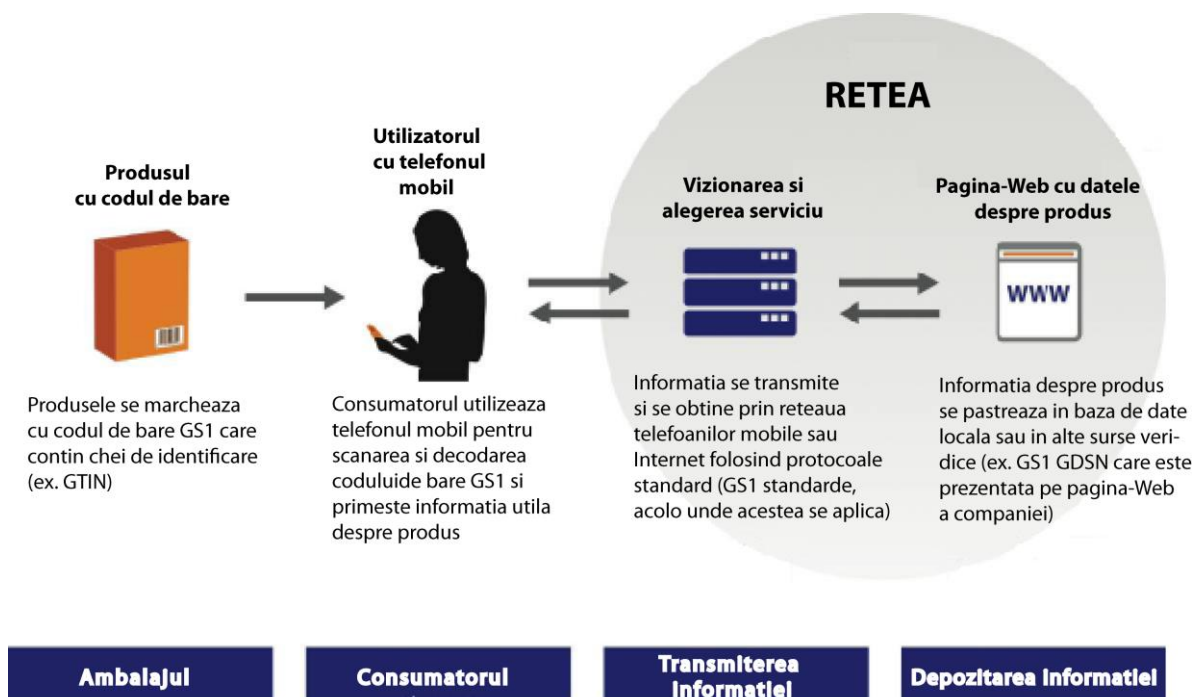 RETEA
Utilizatorul
cu telefonul
mobil
Produsul
cu codul de bare
Vizionarea si
alegerea serviciu
Pagina-Web cu datele
despre produs
WWW
Produsele se marcheaza
cu codul de bare GS1 care
contin chei de identificare
(ex. GTIN)
Consumatorul utilizeaza
telefonul mobil pentru
scanarea si decodarea
coduluide bare GS1 si
primeste informatia utila
despre produs
Informatia se transmite
si se obtine prin reteaua
telefoanilor mobile sau
Internet folosind protocoale
standard (GS1 standarde,
acolo unde acestea se aplica)
Informatia despre produs
se pastreaza in baza de date
locala sau in alte surse veri-
dice (ex. GS1 GDSN care este
prezentata pe pagina-Web
a companiei)
Ambalajul
Consumatorul
Transmiterea
informatiei
Depozitarea informatiei